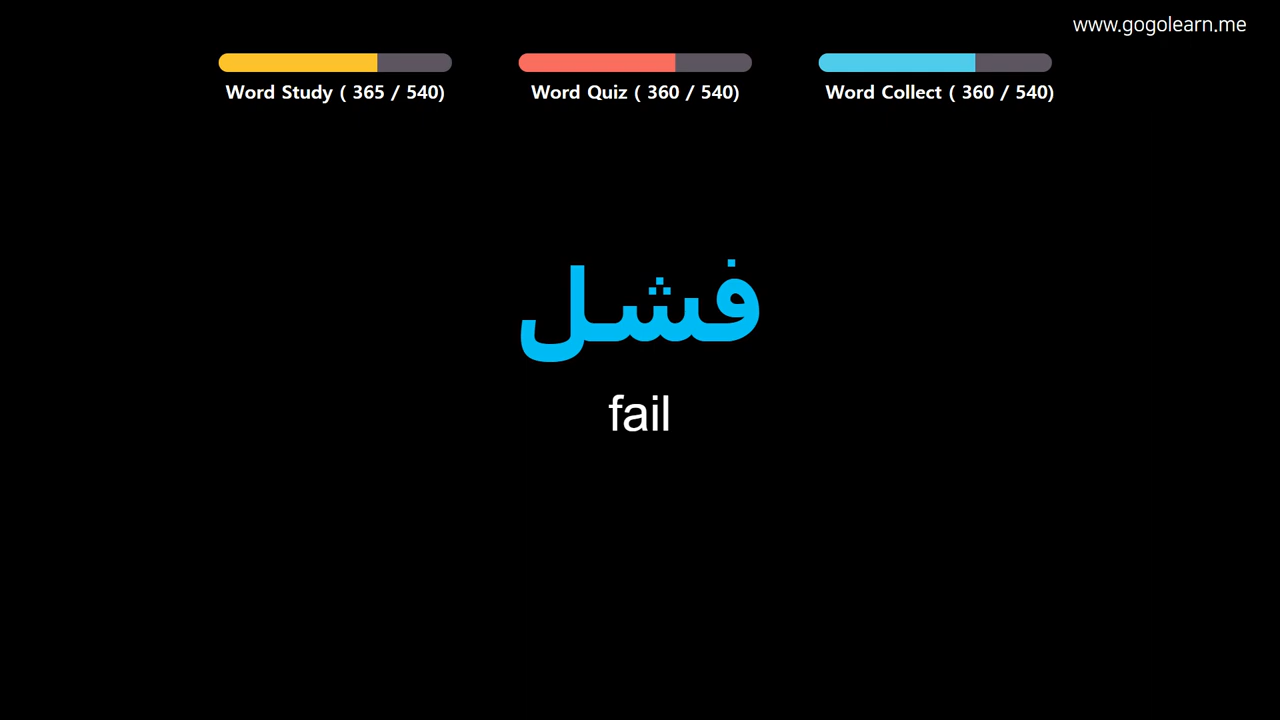 www.gogolearn.me
Word Study ( 365 / 540)
Word Quiz ( 360 / 540)
Word Collect ( 360 / 540)
فشل
fail